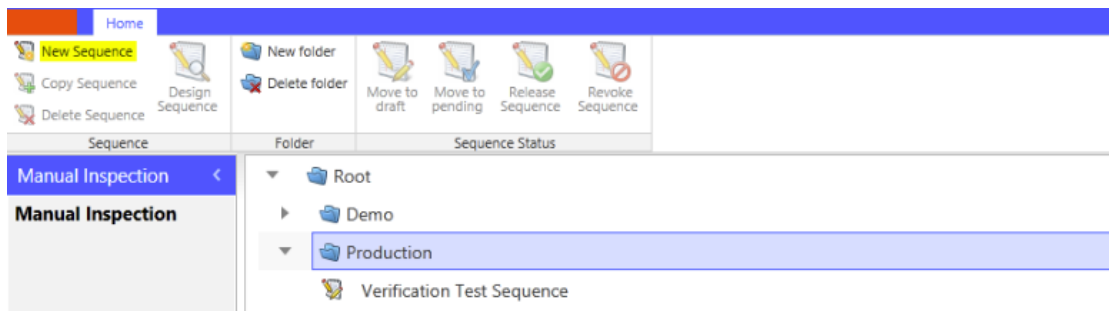 Home
New Sequence
Copy Sequence
Delete Sequence
Design
Sequence
Sequence
New folder
Delete folder
Folder
Move to
draft
Move to
pending
Release
Sequence
Revoke
Sequence
Sequence Status
Manual Inspection
Manual Inspection
Root
Demo
Production
Verification Test Sequence